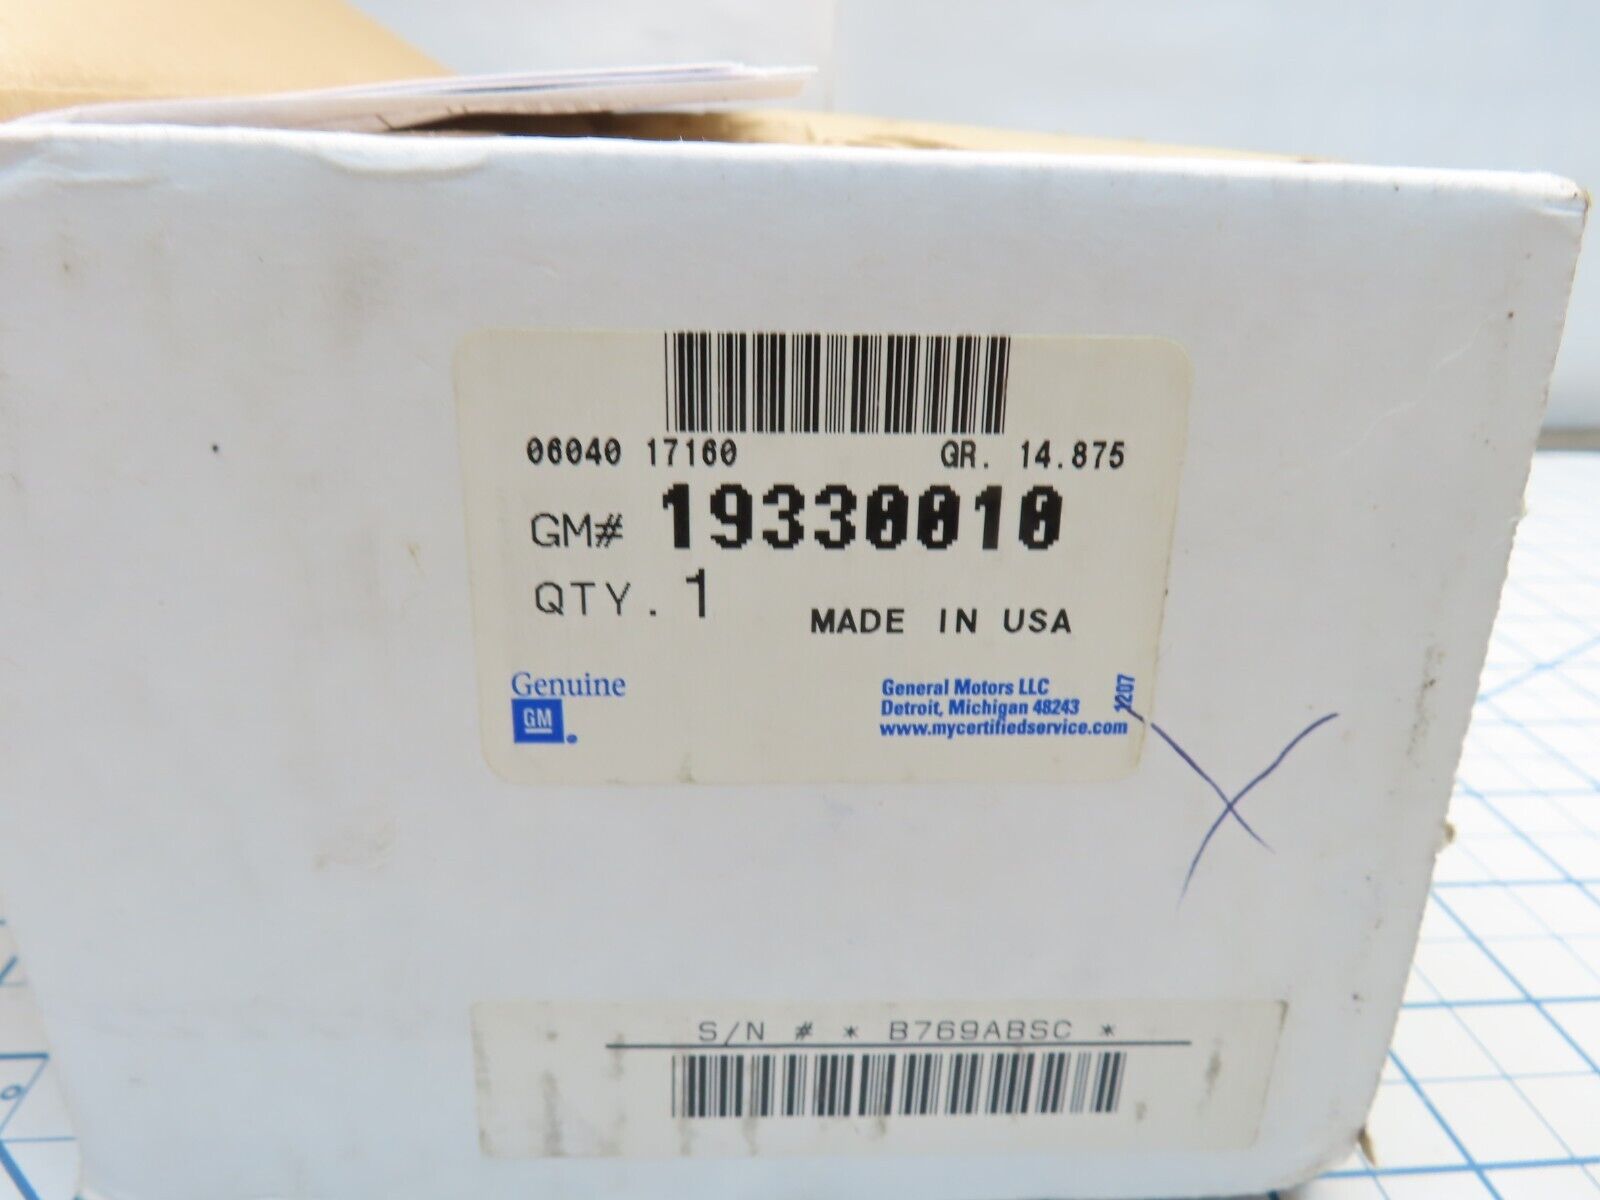 06040 17160 GR. 14.875
GM# 19330010
QTY. 1
MADE IN USA
Genuine
GM
General Motors LLC
Detroit, Michigan 48243
www.mycertifiedservice.com
1207
S/N # * B769ABSC *